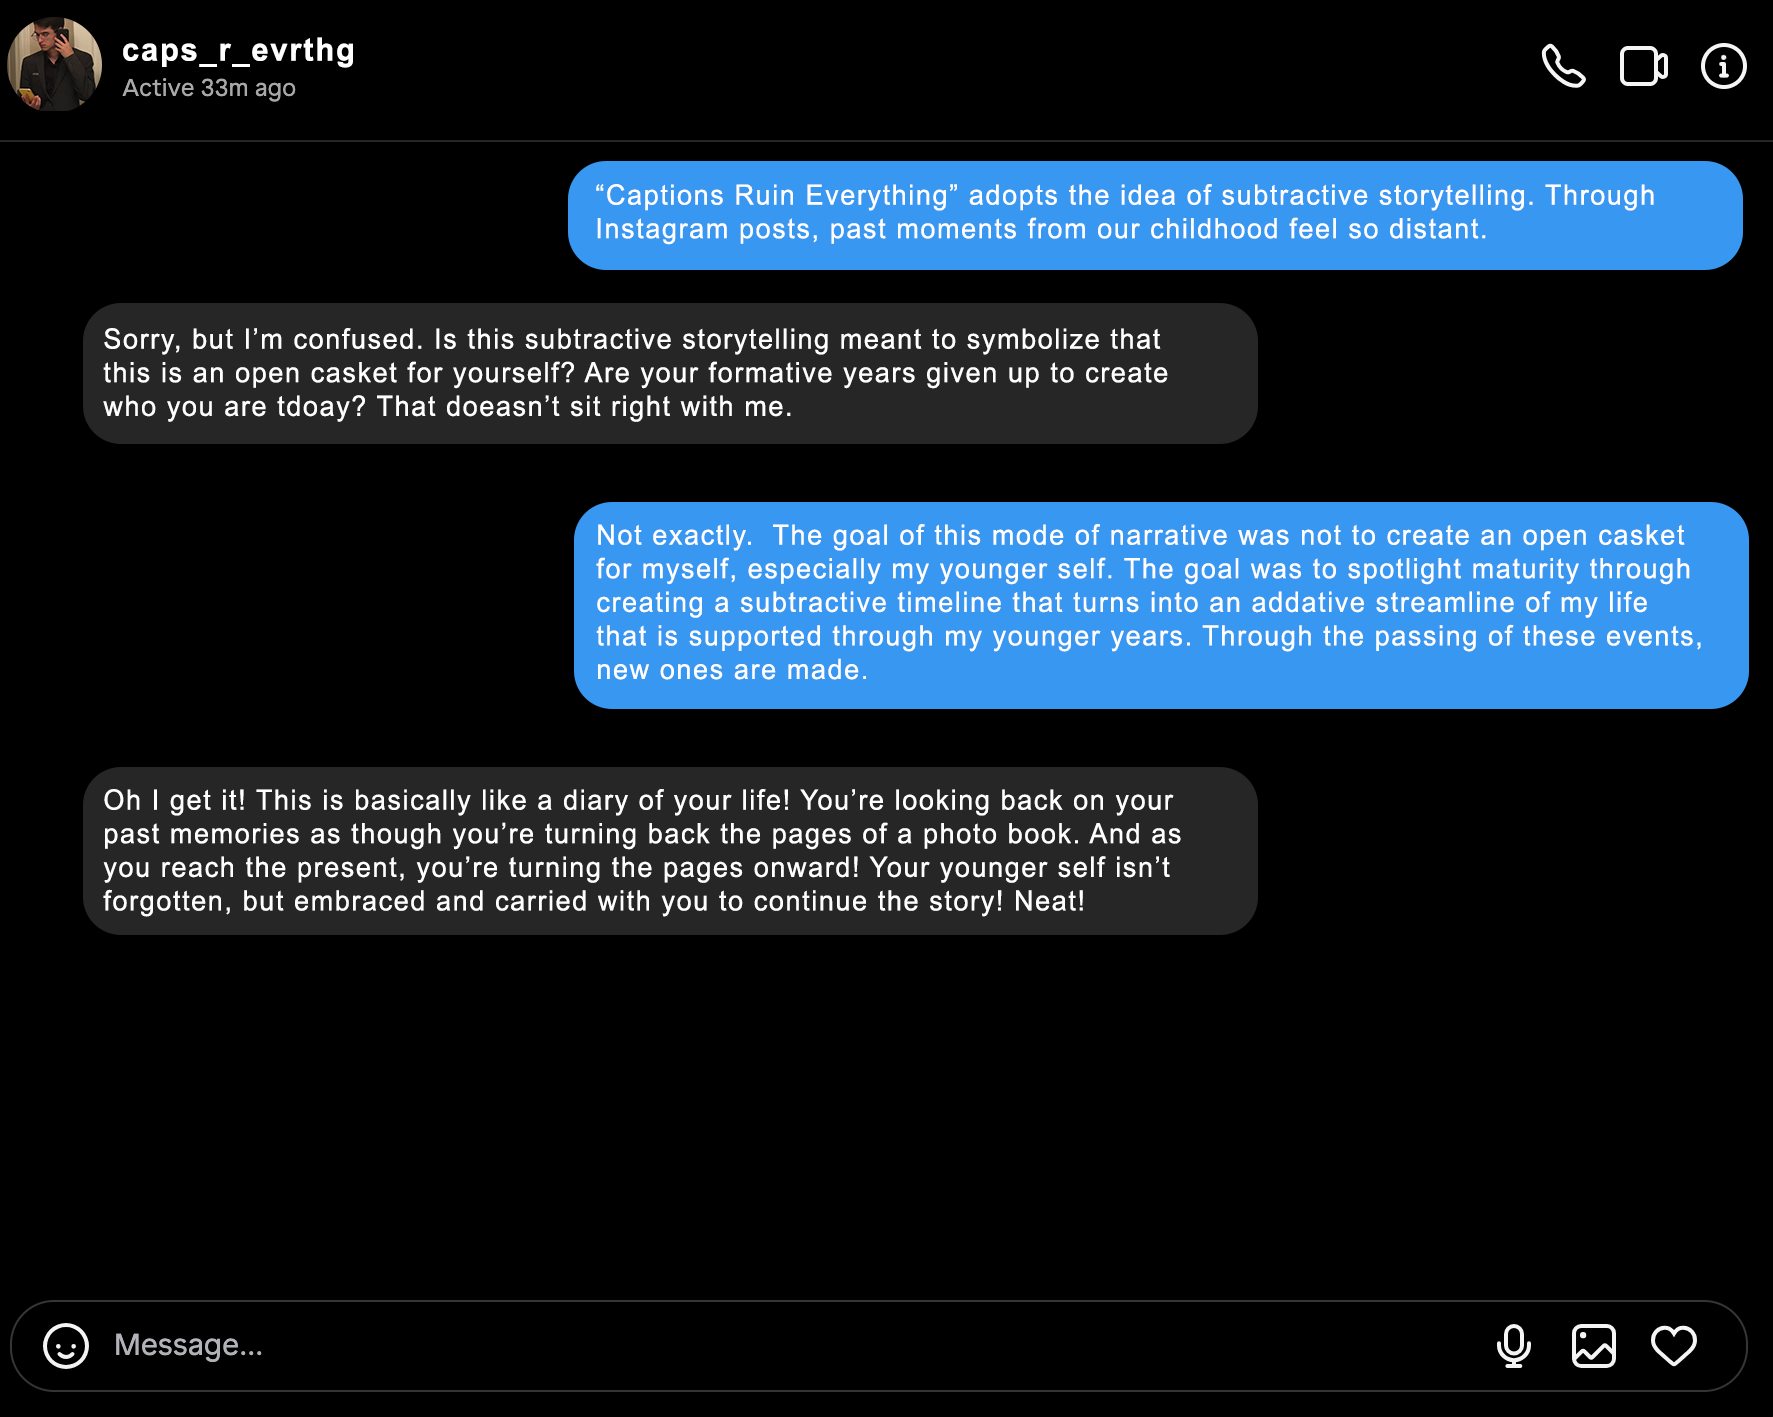 caps_r_evrthg
Active 33m ago
“Captions Ruin Everything” adopts the idea of subtractive storytelling. Through
Instagram posts, past moments from our childhood feel so distant.
Sorry, but I’m confused. Is this subtractive storytelling meant to symbolize that
this is an open casket for yourself? Are your formative years given up to create
who you are tdoay? That doeasn’t sit right with me.
Not exactly.  The goal of this mode of narrative was not to create an open casket
for myself, especially my younger self. The goal was to spotlight maturity through
creating a subtractive timeline that turns into an addative streamline of my life
that is supported through my younger years. Through the passing of these events,
new ones are made.
Oh I get it! This is basically like a diary of your life! You’re looking back on your
past memories as though you’re turning back the pages of a photo book. And as
you reach the present, you’re turning the pages onward! Your younger self isn’t
forgotten, but embraced and carried with you to continue the story! Neat!
Message...